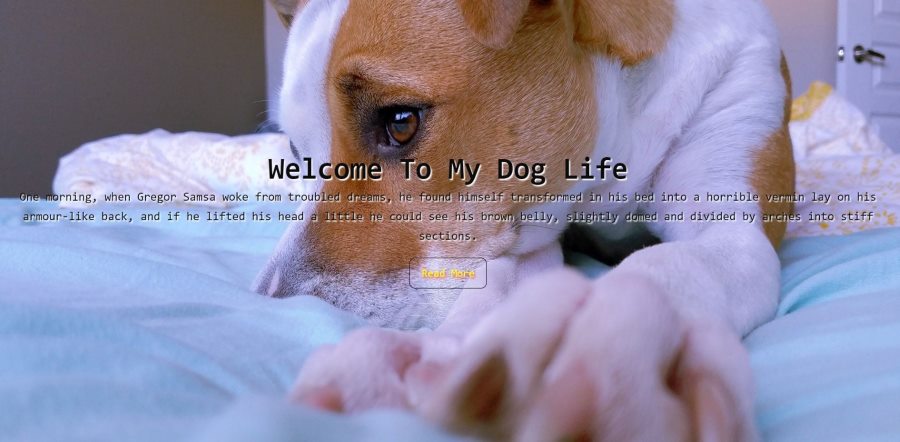 Welcome To My Dog Life
One morning, when Gregor Samsa woke from troubled dreams, he found himself transformed in his bed into a horrible vermin lay on his
armour-like back, and if he lifted his head a little he could see his brown belly, slightly domed and divided by arches into stiff
sections.
Read More